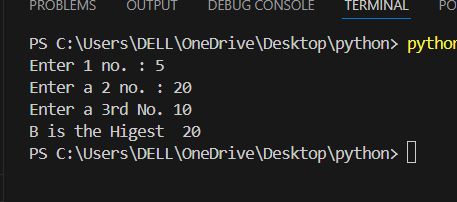 PROBLEMS OUTPUT DEBUG CONSOLE TERMINAL
PS C:\Users\DELL\OneDrive\Desktop\python> python
Enter 1 no. : 5
Enter a 2 no. : 20
Enter a 3rd No. 10
B is the Higest  20
PS C:\Users\DELL\OneDrive\Desktop\python>